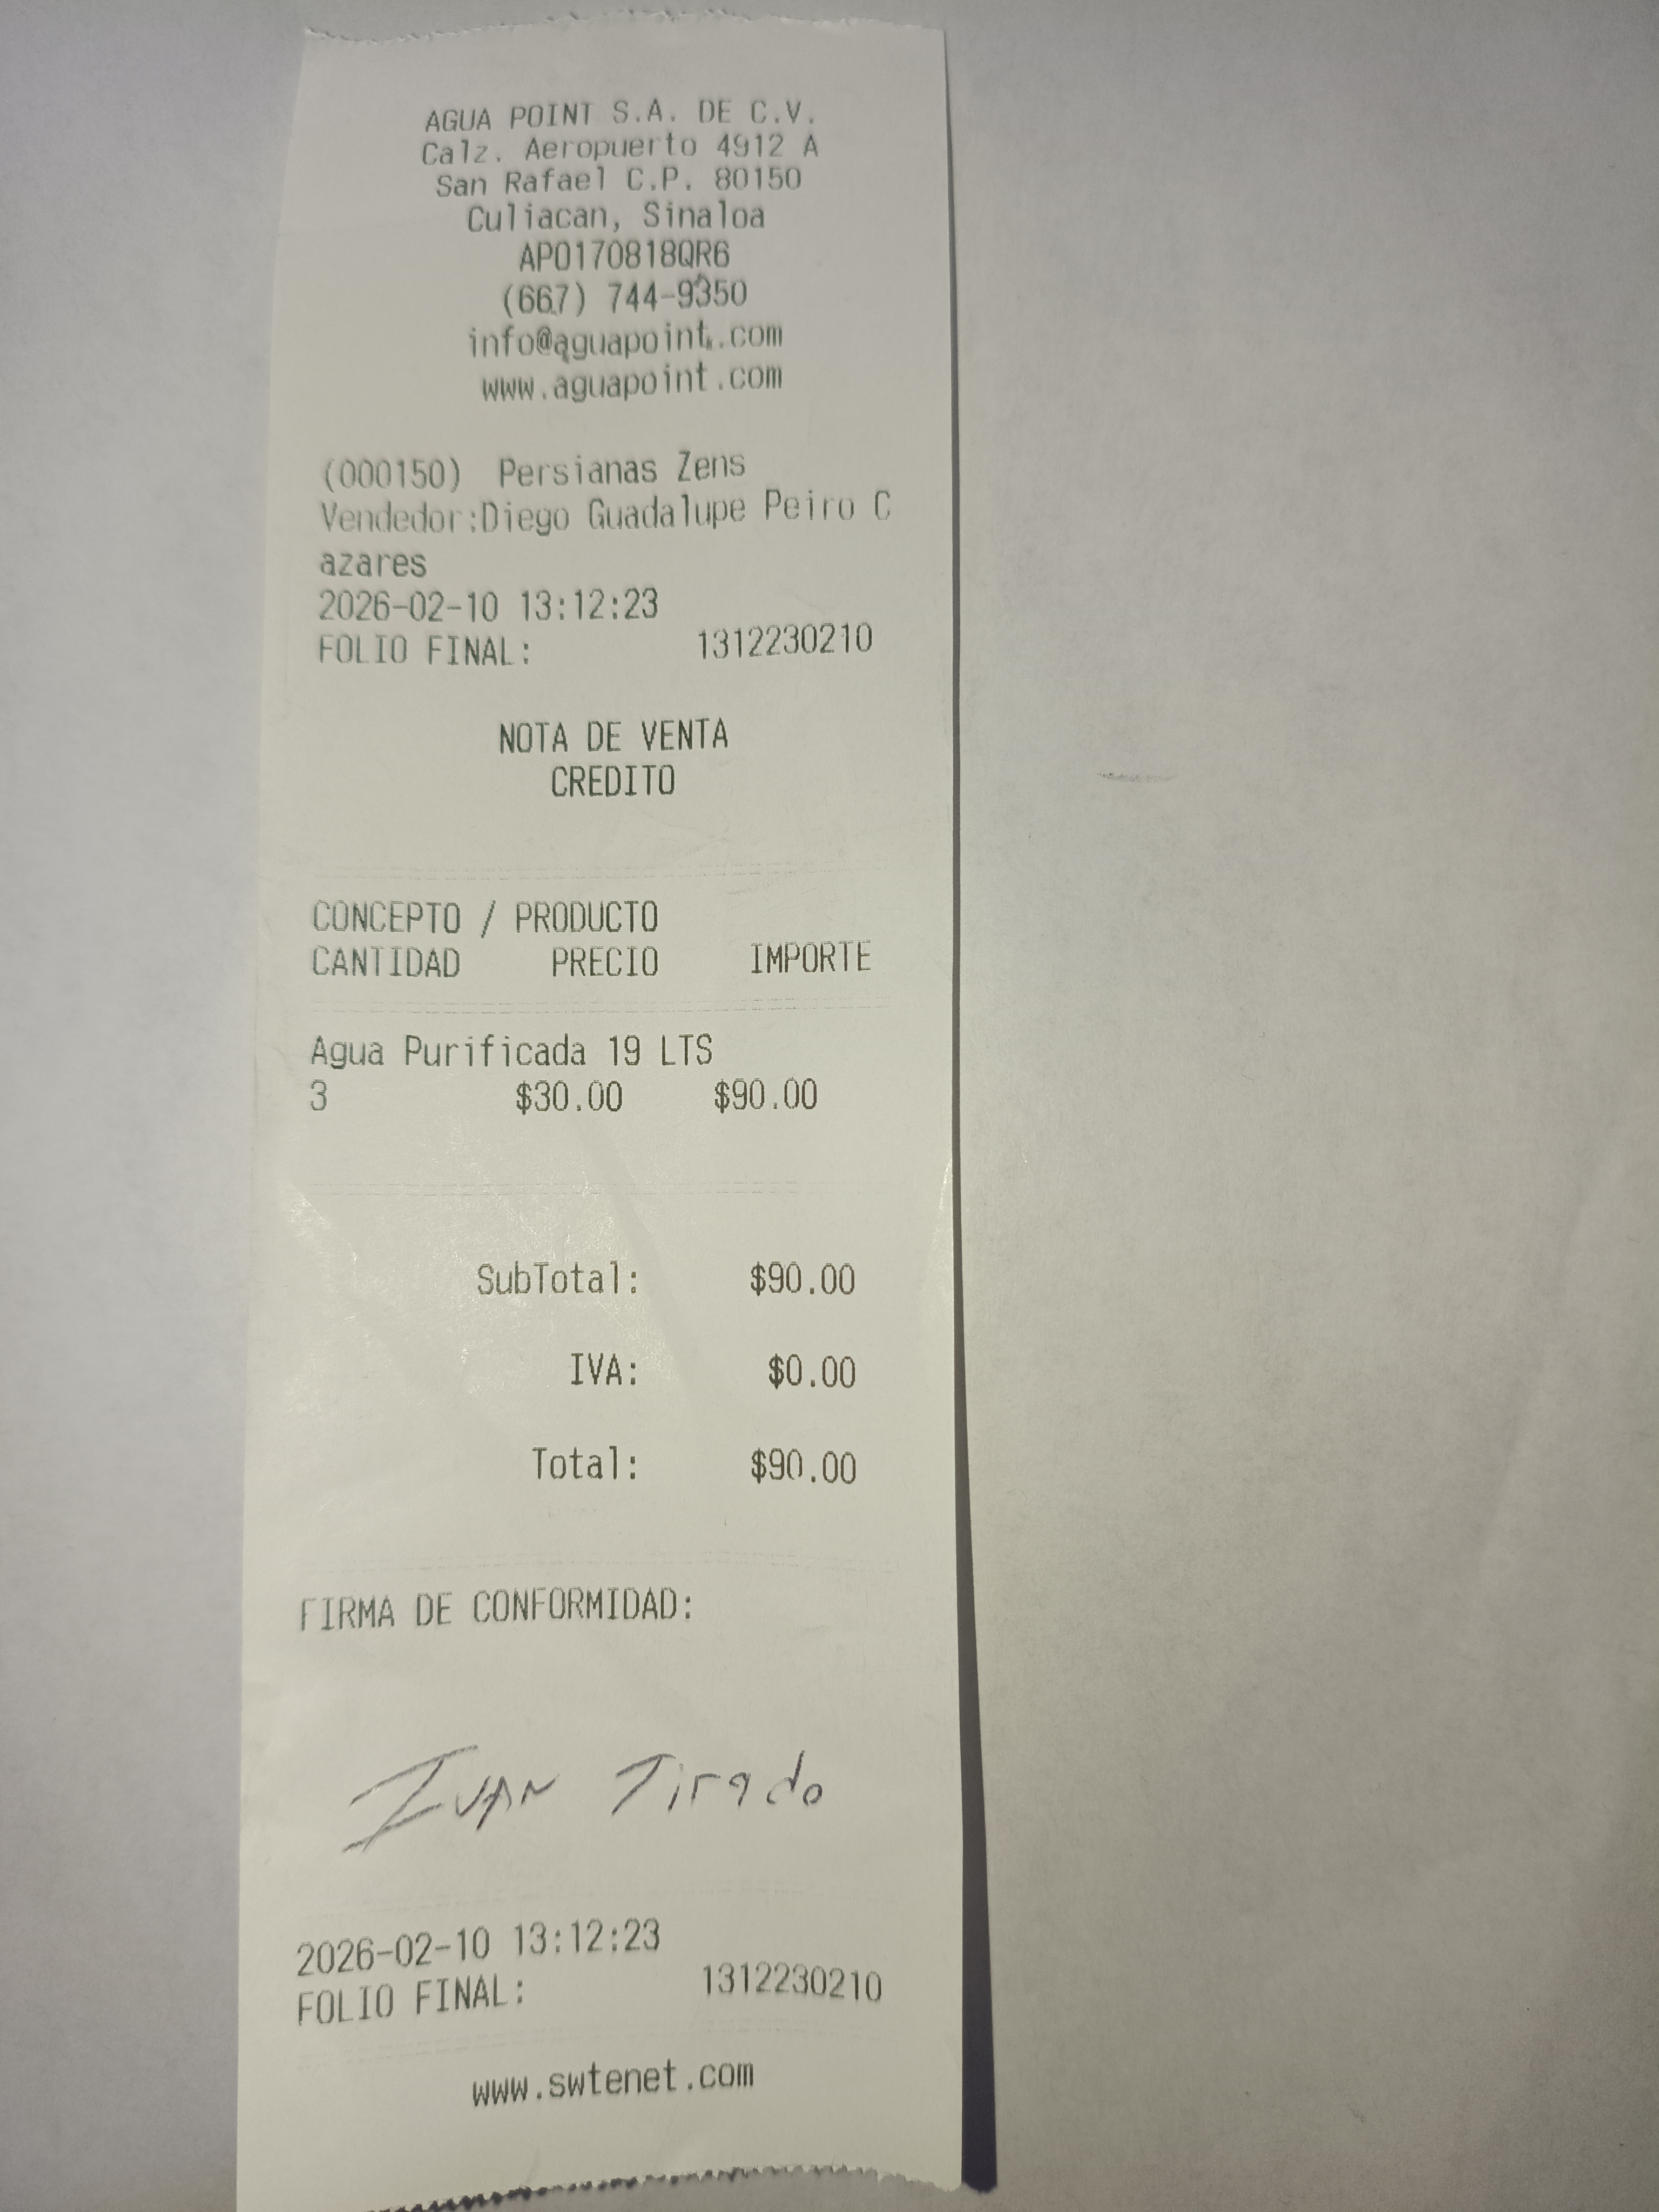 AGUA POINT S.A. DE C.V.
Calz. Aeropuerto 4912 A
San Rafael C.P. 80150
Culiacan, Sinaloa
APO170818QR6
(667) 744-9350
info@aguapoint.com
www.aguapoint.com
(000150) Persianas Zens
Vendedor:Diego Guadalupe Peiro C
azares
2026-02-10 13:12:23
FOLIO FINAL: 1312230210
NOTA DE VENTA
CREDITO
CONCEPTO / PRODUCTO
CANTIDAD PRECIO IMPORTE
Agua Purificada 19 LTS
3 $30.00 $90.00
SubTotal: $90.00
IVA: $0.00
Total: $90.00
FIRMA DE CONFORMIDAD:
IVAN Tirado
2026-02-10 13:12:23
FOLIO FINAL: 1312230210
www.swtenet.com